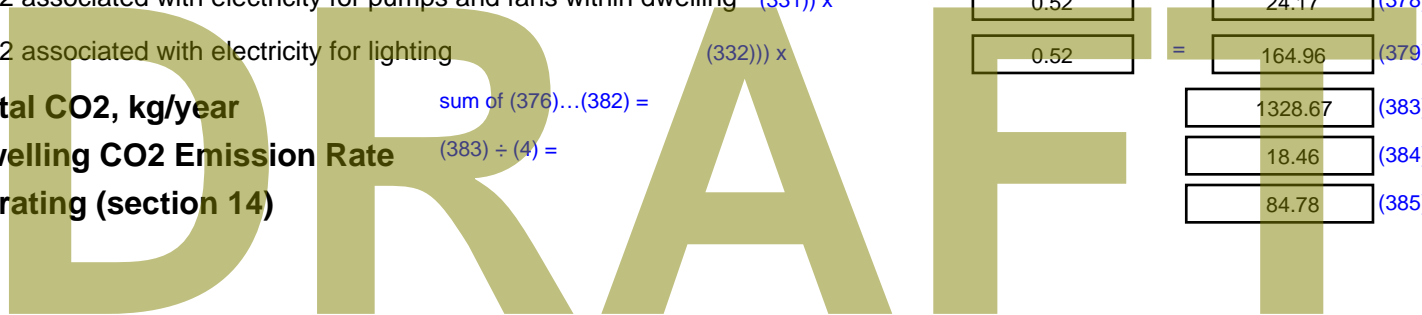 2 associated with electricity for pumps and fans within dwelling (331)) x 0.52 24.17 (378
2 associated with electricity for lighting (332))) x 0.52 = 164.96 (379
tal CO2, kg/year sum of (376)…(382) = 1328.67 (383
velling CO2 Emission Rate (383) ÷ (4) = 18.46 (384
rating (section 14) 84.78 (385
DRAFT